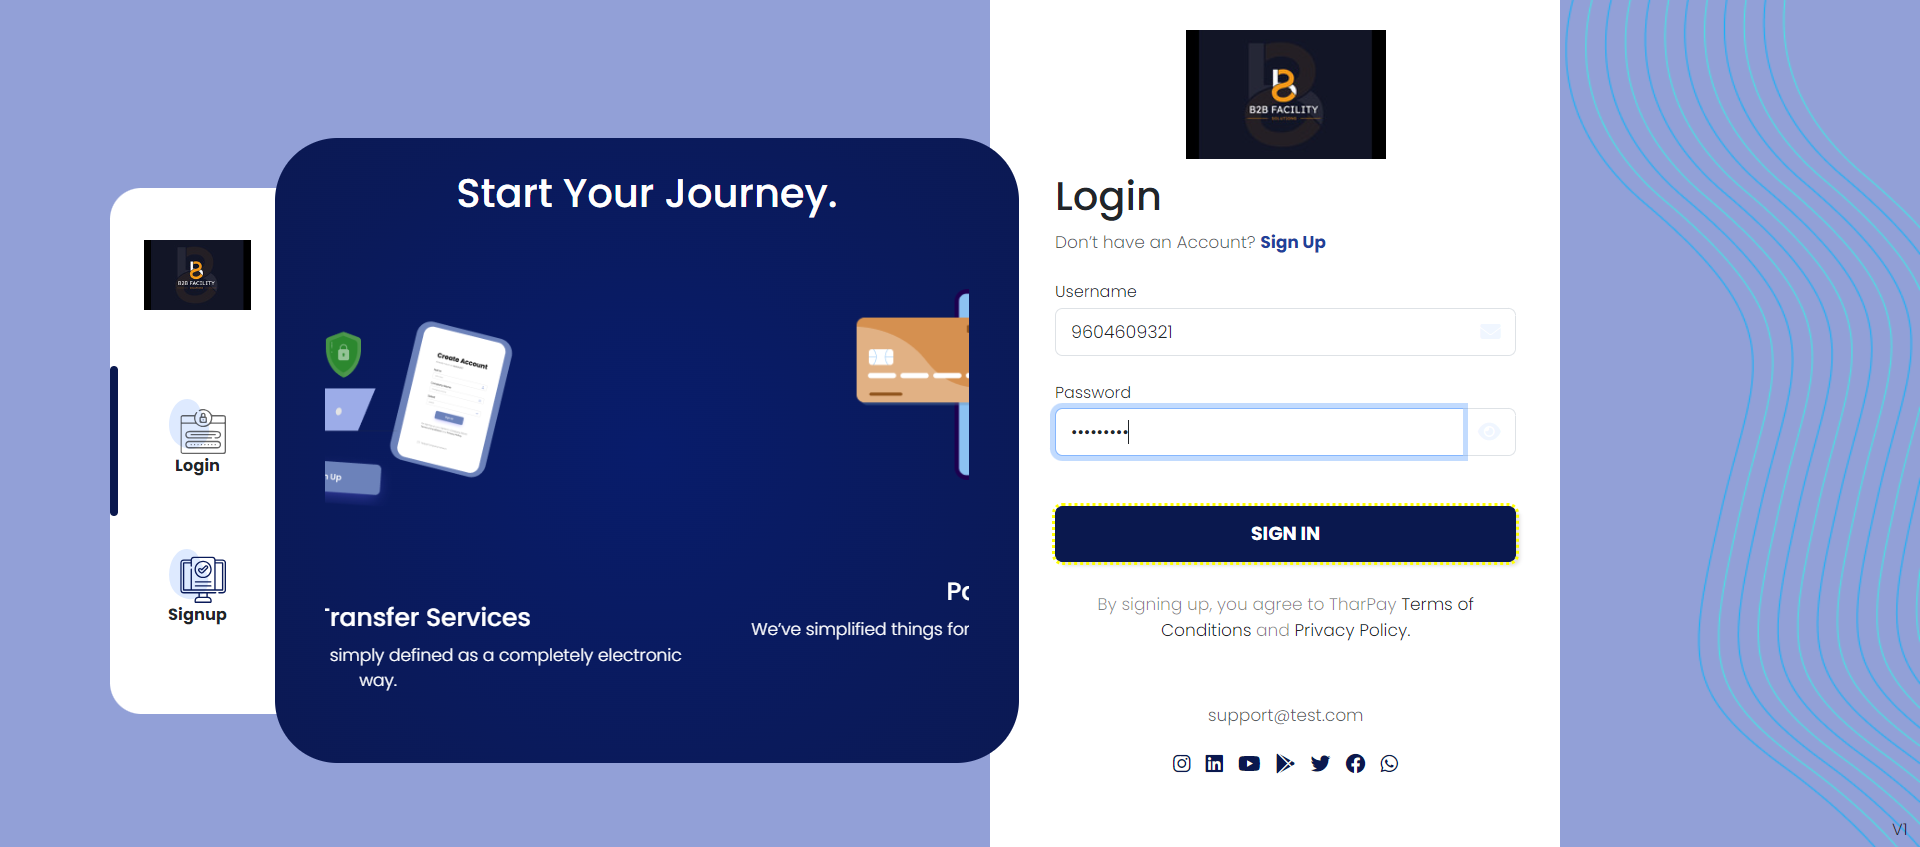 B2B FACILITY
Login
Signup
Start Your Journey.
Create Account
Up
Transfer Services
simply defined as a completely electronic
way.
We've simplified things for
B2B FACILITY
SOLUTIONS
Login
Don't have an Account? Sign Up
Username
9604609321
Password
•••••••••
SIGN IN
By signing up, you agree to TharPay Terms of
Conditions and Privacy Policy.
support@test.com
V1